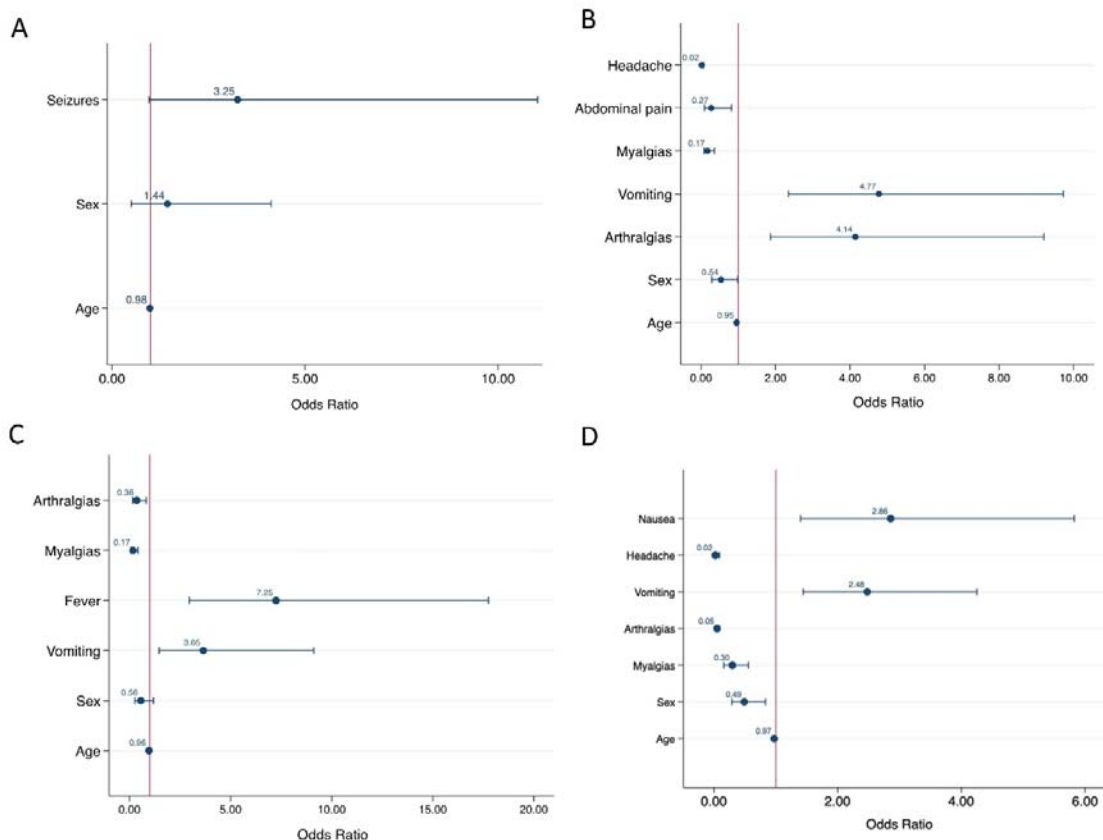 A
Seizures
3.25
Sex
1.44
Age
0.98
0.00 5.00 10.00
Odds Ratio
B
Headache
0.02
Abdominal pain
0.27
Myalgias
0.17
Vomiting
4.77
Arthralgias
4.14
Sex
0.54
Age
0.95
0.00 2.00 4.00 6.00 8.00 10.00
Odds Ratio
C
Arthralgias
0.36
Myalgias
0.17
Fever
7.25
Vomiting
3.65
Sex
0.56
Age
0.96
0.00 5.00 10.00 15.00 20.00
Odds Ratio
D
Nausea
2.86
Headache
0.02
Vomiting
2.48
Arthralgias
0.06
Myalgias
0.30
Sex
0.49
Age
0.97
0.00 2.00 4.00 6.00
Odds Ratio